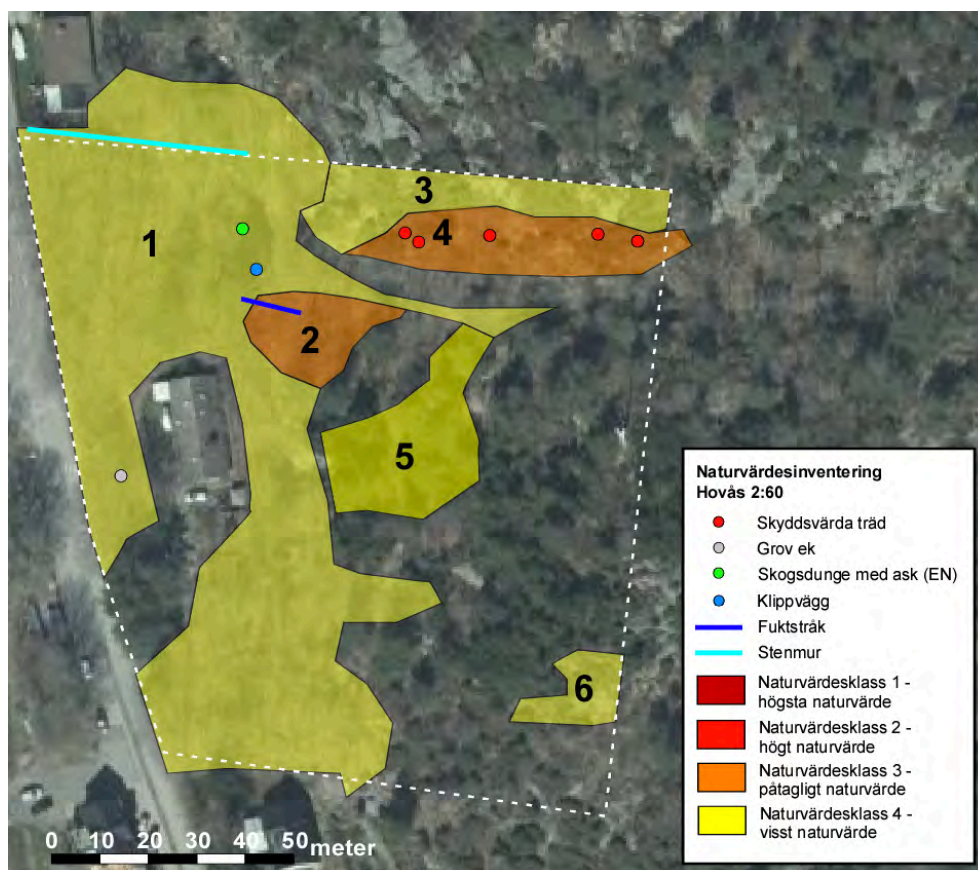 3
4
1
2
5
6
Naturvärdesinventering
Hovås 2:60
Skyddsvärda träd
Grov ek
Skogsdunge med ask (EN)
Klippvägg
Fuktstråk
Stenmur
Naturvärdesklass 1 -
högsta naturvärde
Naturvärdesklass 2 -
högt naturvärde
Naturvärdesklass 3 -
påtagligt naturvärde
Naturvärdesklass 4 -
visst naturvärde
0 10 20 30 40 50 meter